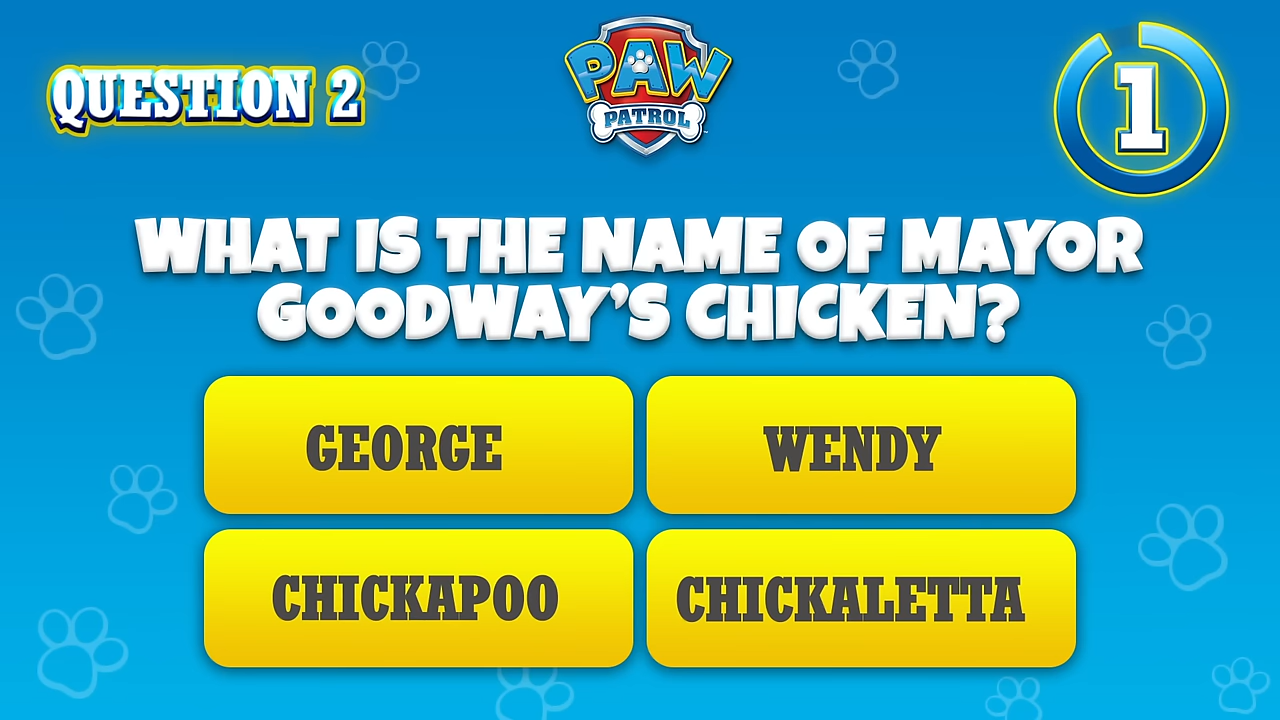 QUESTION 2
PAW
PATROL
1
WHAT IS THE NAME OF MAYOR
GOODWAY'S CHICKEN?
GEORGE
WENDY
CHICKAPOO
CHICKALETTA